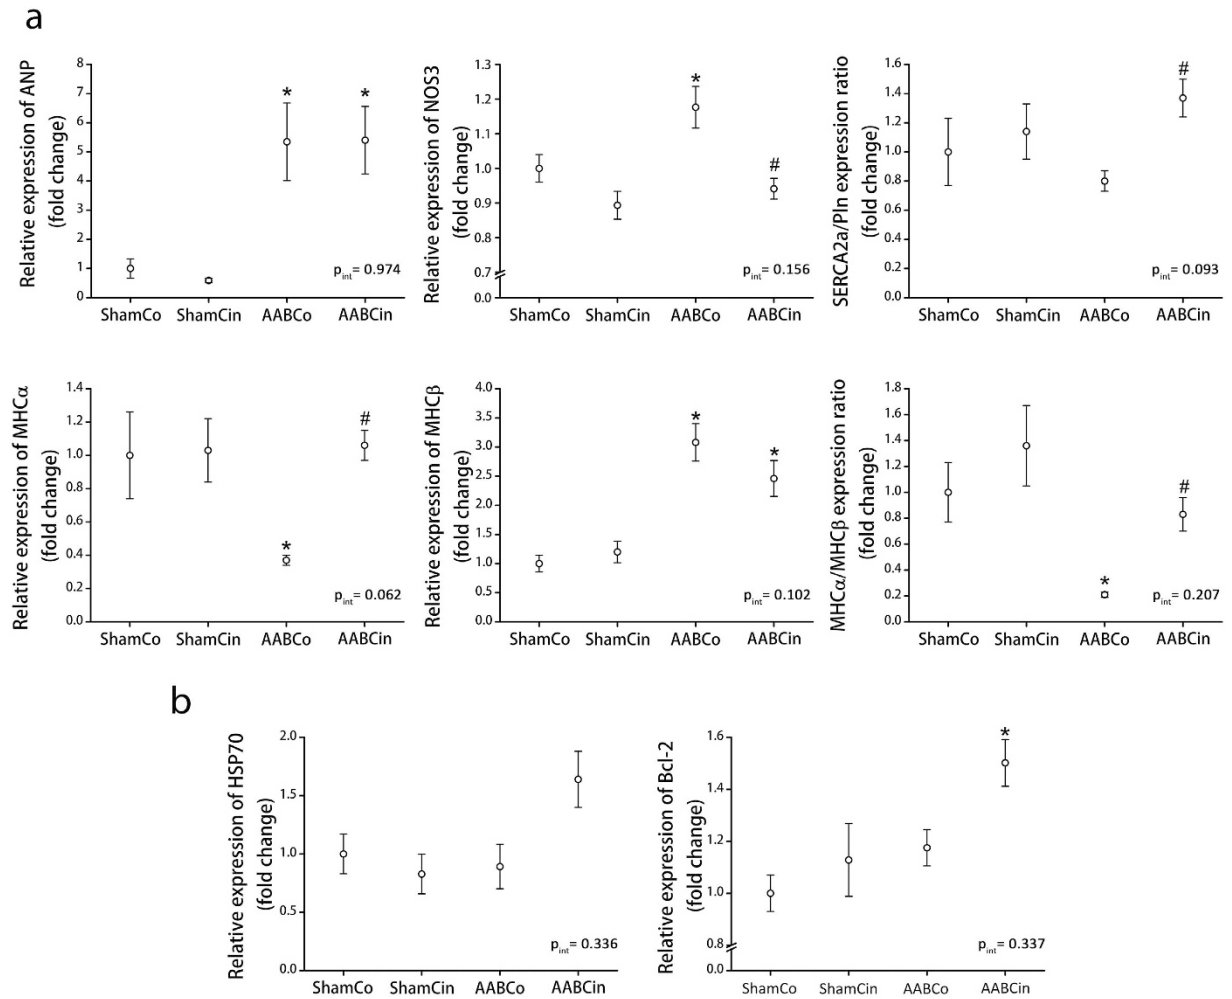 a
Relative expression of ANP
(fold change)
8
7
6
5
4
3
2
1
0
*
*
p_int = 0.974
ShamCo ShamCin AABCo AABCin
Relative expression of NOS3
(fold change)
1.3
1.2
1.1
1.0
0.9
0.8
0.7
0.0
*
#
p_int = 0.156
ShamCo ShamCin AABCo AABCin
SERCA2a/Pln expression ratio
(fold change)
1.6
1.4
1.2
1.0
0.8
0.6
0.4
0.2
0.0
#
p_int = 0.093
ShamCo ShamCin AABCo AABCin
Relative expression of MHCα
(fold change)
1.4
1.2
1.0
0.8
0.6
0.4
0.2
0.0
*
#
p_int = 0.062
ShamCo ShamCin AABCo AABCin
Relative expression of MHCβ
(fold change)
4.0
3.5
3.0
2.5
2.0
1.5
1.0
0.5
0.0
*
*
p_int = 0.102
ShamCo ShamCin AABCo AABCin
MHCα/MHCβ expression ratio
(fold change)
1.8
1.6
1.4
1.2
1.0
0.8
0.6
0.4
0.2
0.0
*
#
p_int = 0.207
ShamCo ShamCin AABCo AABCin
b
Relative expression of HSP70
(fold change)
2.0
1.5
1.0
0.5
0.0
p_int = 0.336
ShamCo ShamCin AABCo AABCin
Relative expression of Bcl-2
(fold change)
1.6
1.4
1.2
1.0
0.8
0.0
*
p_int = 0.337
ShamCo ShamCin AABCo AABCin